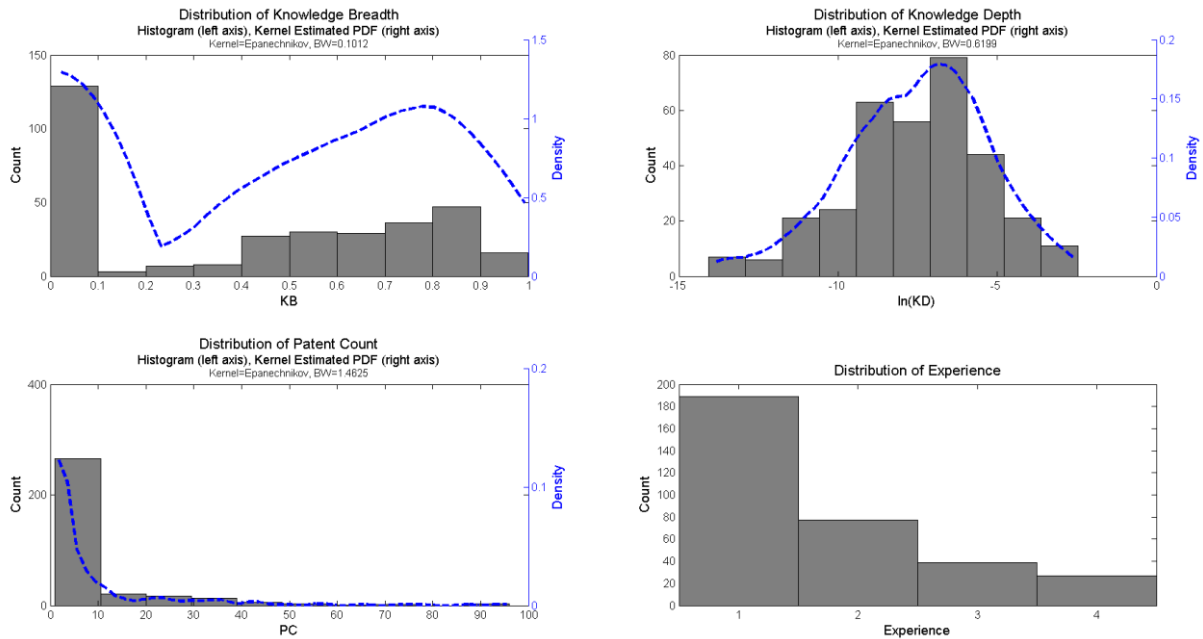 Distribution of Knowledge Breadth
Histogram (left axis), Kernel Estimated PDF (right axis)
Kernel=Epanechnikov, BW=0.1012
150
100
50
0
Count
1.5
1
0.5
0
Density
0 0.1 0.2 0.3 0.4 0.5 0.6 0.7 0.8 0.9 1
KB
Distribution of Knowledge Depth
Histogram (left axis), Kernel Estimated PDF (right axis)
Kernel=Epanechnikov, BW=0.6199
80
60
40
20
0
Count
0.2
0.15
0.1
0.05
0
Density
-15 -10 -5 0
ln(KD)
Distribution of Patent Count
Histogram (left axis), Kernel Estimated PDF (right axis)
Kernel=Epanechnikov, BW=1.4625
400
200
0
Count
0.2
0.1
0
Density
0 10 20 30 40 50 60 70 80 90 100
PC
Distribution of Experience
200
180
160
140
120
100
80
60
40
20
0
Count
1 2 3 4
Experience